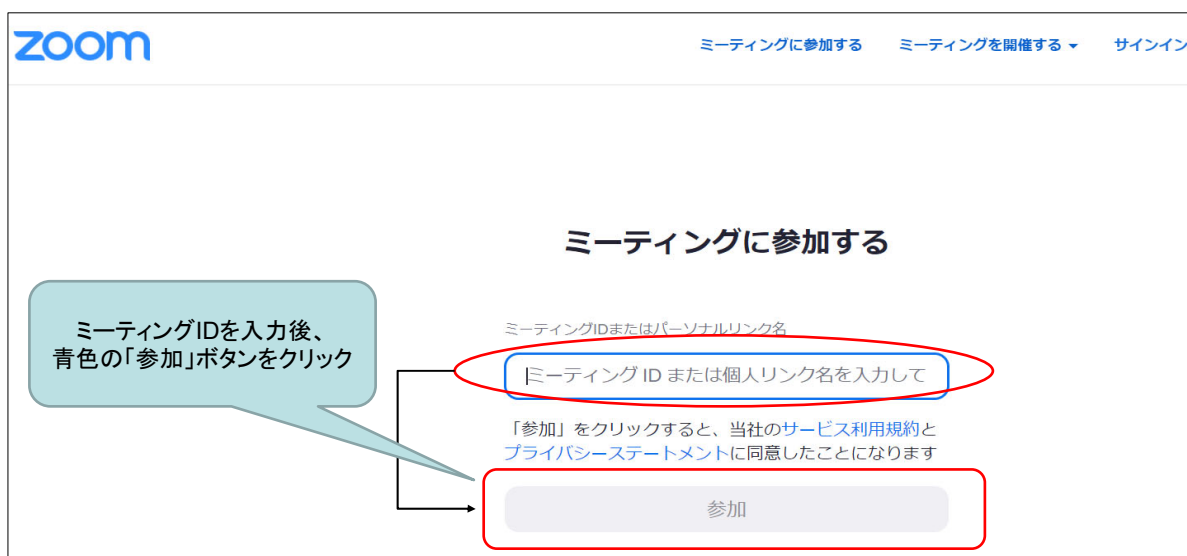 zoom
ミーティングに参加する ミーティングを開催する サインイン
ミーティングに参加する
ミーティングIDを入力後、
青色の「参加」ボタンをクリック
ミーティングIDまたはパーソナルリンク名
ミーティング ID または個人リンク名を入力して
「参加」をクリックすると、当社のサービス利用規約と
プライバシーステートメントに同意したことになります
参加